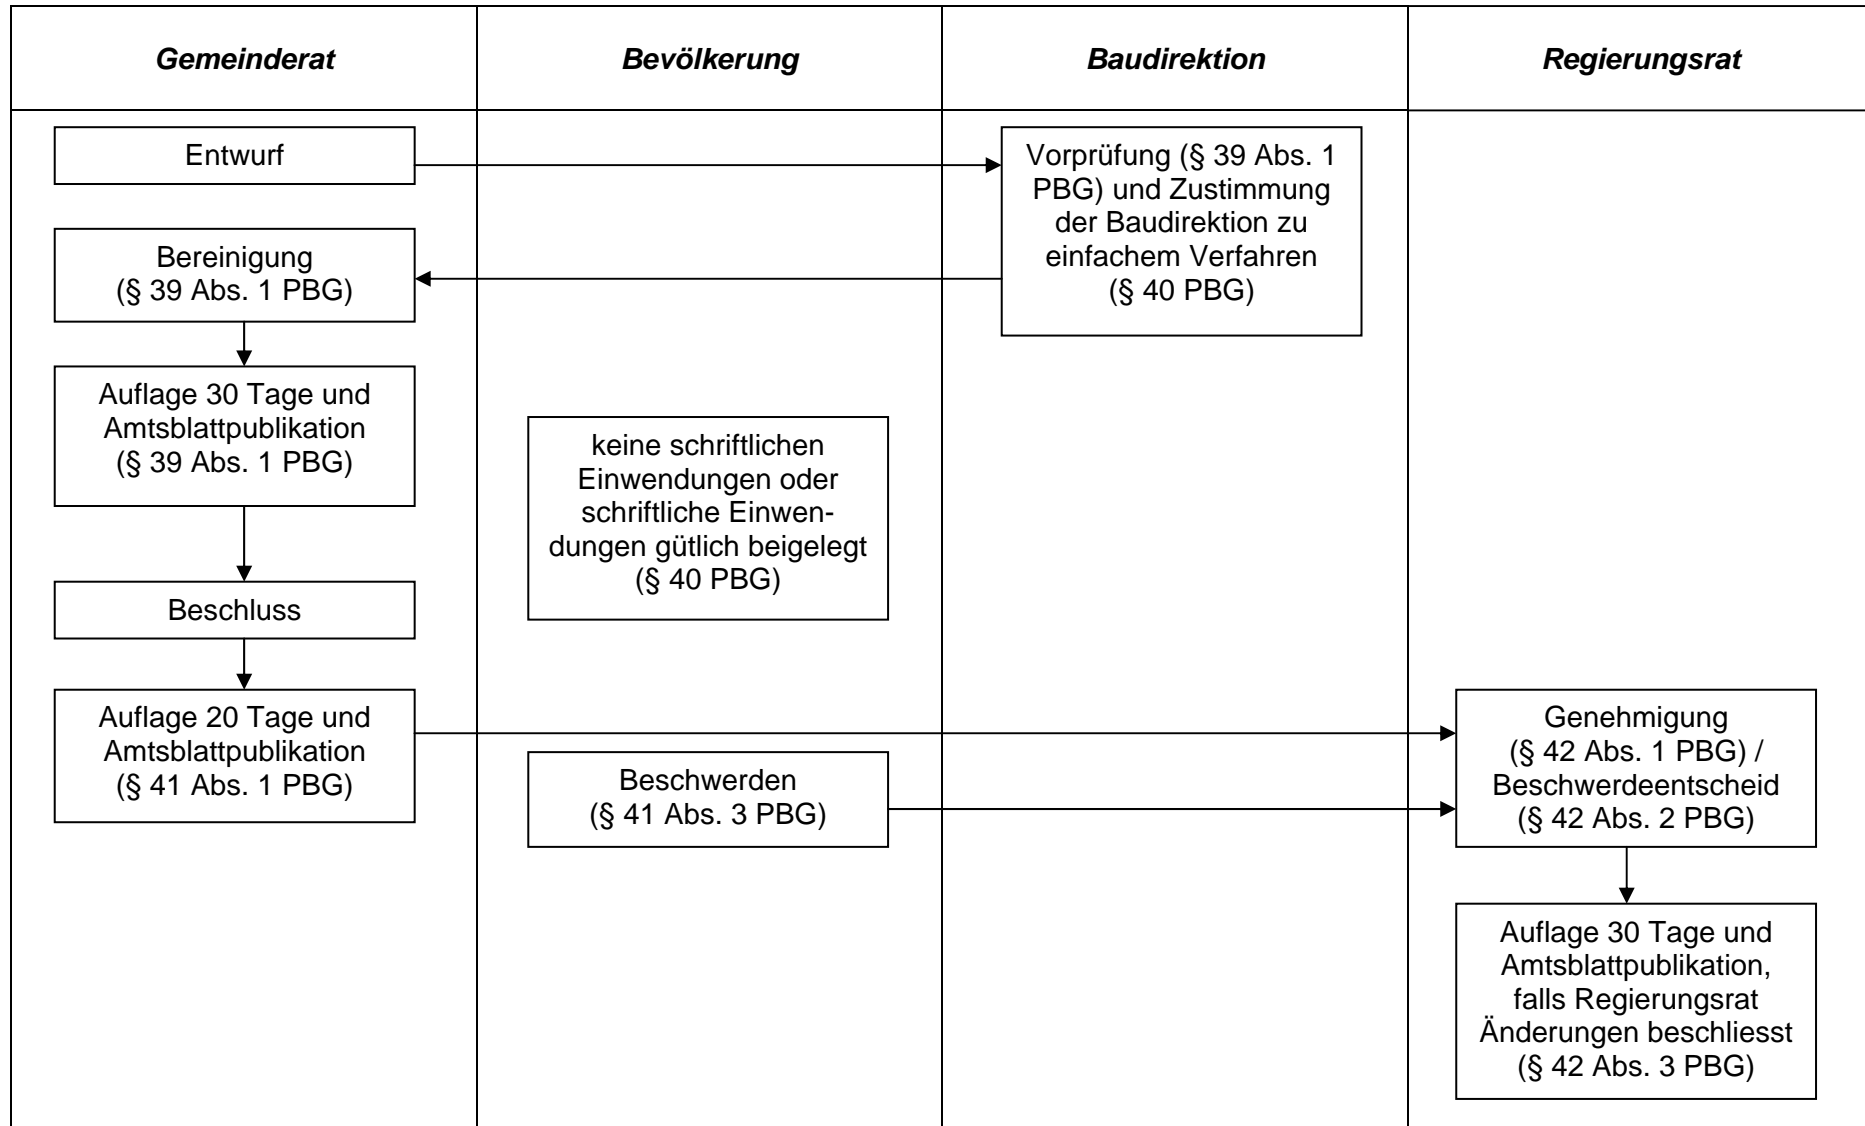 Gemeinderat
Bevölkerung
Baudirektion
Regierungsrat
Entwurf
Vorprüfung (§ 39 Abs. 1
PBG) und Zustimmung
der Baudirektion zu
einfachem Verfahren
(§ 40 PBG)
Bereinigung
(§ 39 Abs. 1 PBG)
Auflage 30 Tage und
Amtsblattpublikation
(§ 39 Abs. 1 PBG)
keine schriftlichen
Einwendungen oder
schriftliche Einwen-
dungen gütlich beigelegt
(§ 40 PBG)
Beschluss
Auflage 20 Tage und
Amtsblattpublikation
(§ 41 Abs. 1 PBG)
Beschwerden
(§ 41 Abs. 3 PBG)
Genehmigung
(§ 42 Abs. 1 PBG) /
Beschwerdeentscheid
(§ 42 Abs. 2 PBG)
Auflage 30 Tage und
Amtsblattpublikation,
falls Regierungsrat
Änderungen beschliesst
(§ 42 Abs. 3 PBG)